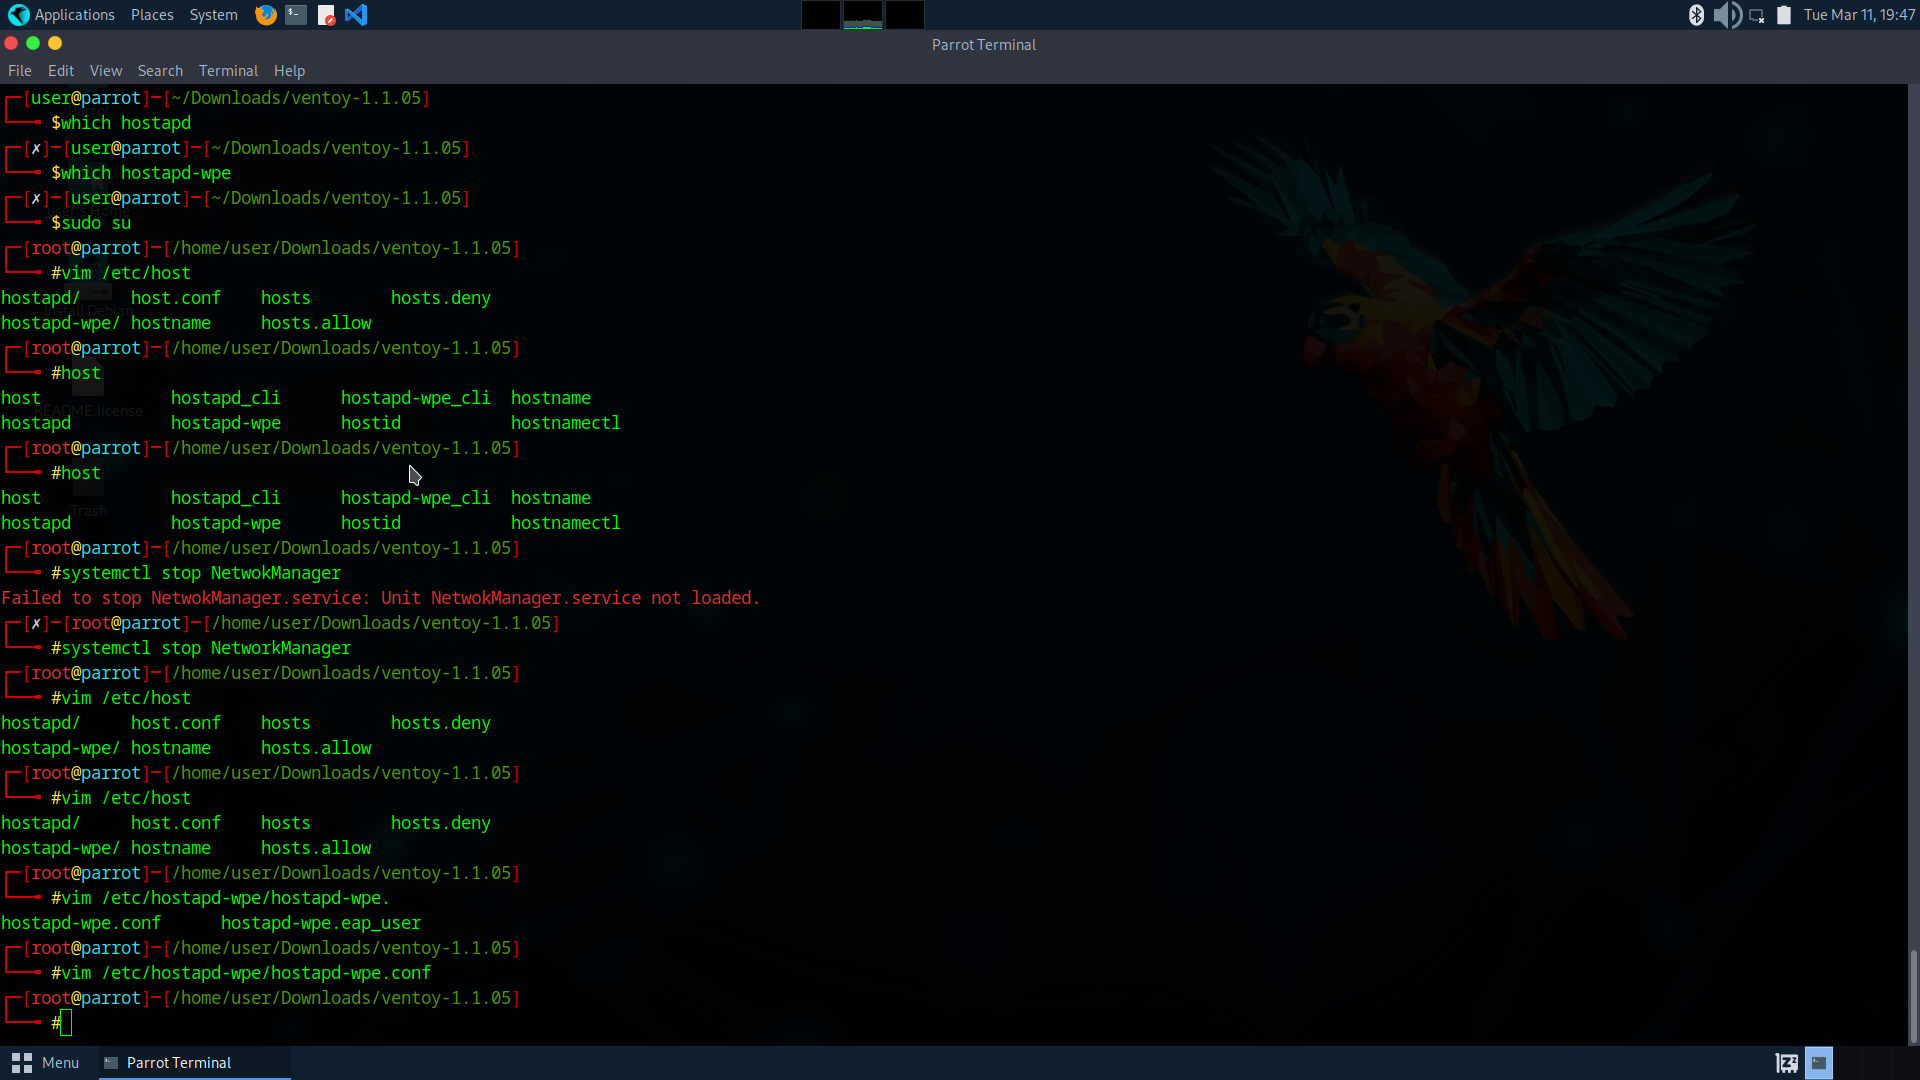 Applications Places System Tue Mar 11, 19:47
Parrot Terminal
File Edit View Search Terminal Help
[user@parrot]─[~/Downloads/ventoy-1.1.05]
$which hostapd
[✗]─[user@parrot]─[~/Downloads/ventoy-1.1.05]
$which hostapd-wpe
[✗]─[user@parrot]─[~/Downloads/ventoy-1.1.05]
$sudo su
[root@parrot]─[/home/user/Downloads/ventoy-1.1.05]
#vim /etc/host
hostapd/ host.conf hosts hosts.deny
hostapd-wpe/ hostname hosts.allow
[root@parrot]─[/home/user/Downloads/ventoy-1.1.05]
#host
host hostapd_cli hostapd-wpe_cli hostname
hostapd hostapd-wpe hostid hostnamectl
[root@parrot]─[/home/user/Downloads/ventoy-1.1.05]
#host
host hostapd_cli hostapd-wpe_cli hostname
hostapd hostapd-wpe hostid hostnamectl
[root@parrot]─[/home/user/Downloads/ventoy-1.1.05]
#systemctl stop NetwokManager
Failed to stop NetwokManager.service: Unit NetwokManager.service not loaded.
[✗]─[root@parrot]─[/home/user/Downloads/ventoy-1.1.05]
#systemctl stop NetworkManager
[root@parrot]─[/home/user/Downloads/ventoy-1.1.05]
#vim /etc/host
hostapd/ host.conf hosts hosts.deny
hostapd-wpe/ hostname hosts.allow
[root@parrot]─[/home/user/Downloads/ventoy-1.1.05]
#vim /etc/host
hostapd/ host.conf hosts hosts.deny
hostapd-wpe/ hostname hosts.allow
[root@parrot]─[/home/user/Downloads/ventoy-1.1.05]
#vim /etc/hostapd-wpe/hostapd-wpe.
hostapd-wpe.conf hostapd-wpe.eap_user
[root@parrot]─[/home/user/Downloads/ventoy-1.1.05]
#vim /etc/hostapd-wpe/hostapd-wpe.conf
[root@parrot]─[/home/user/Downloads/ventoy-1.1.05]
#
Install Debian
README.license
Trash
Menu Parrot Terminal